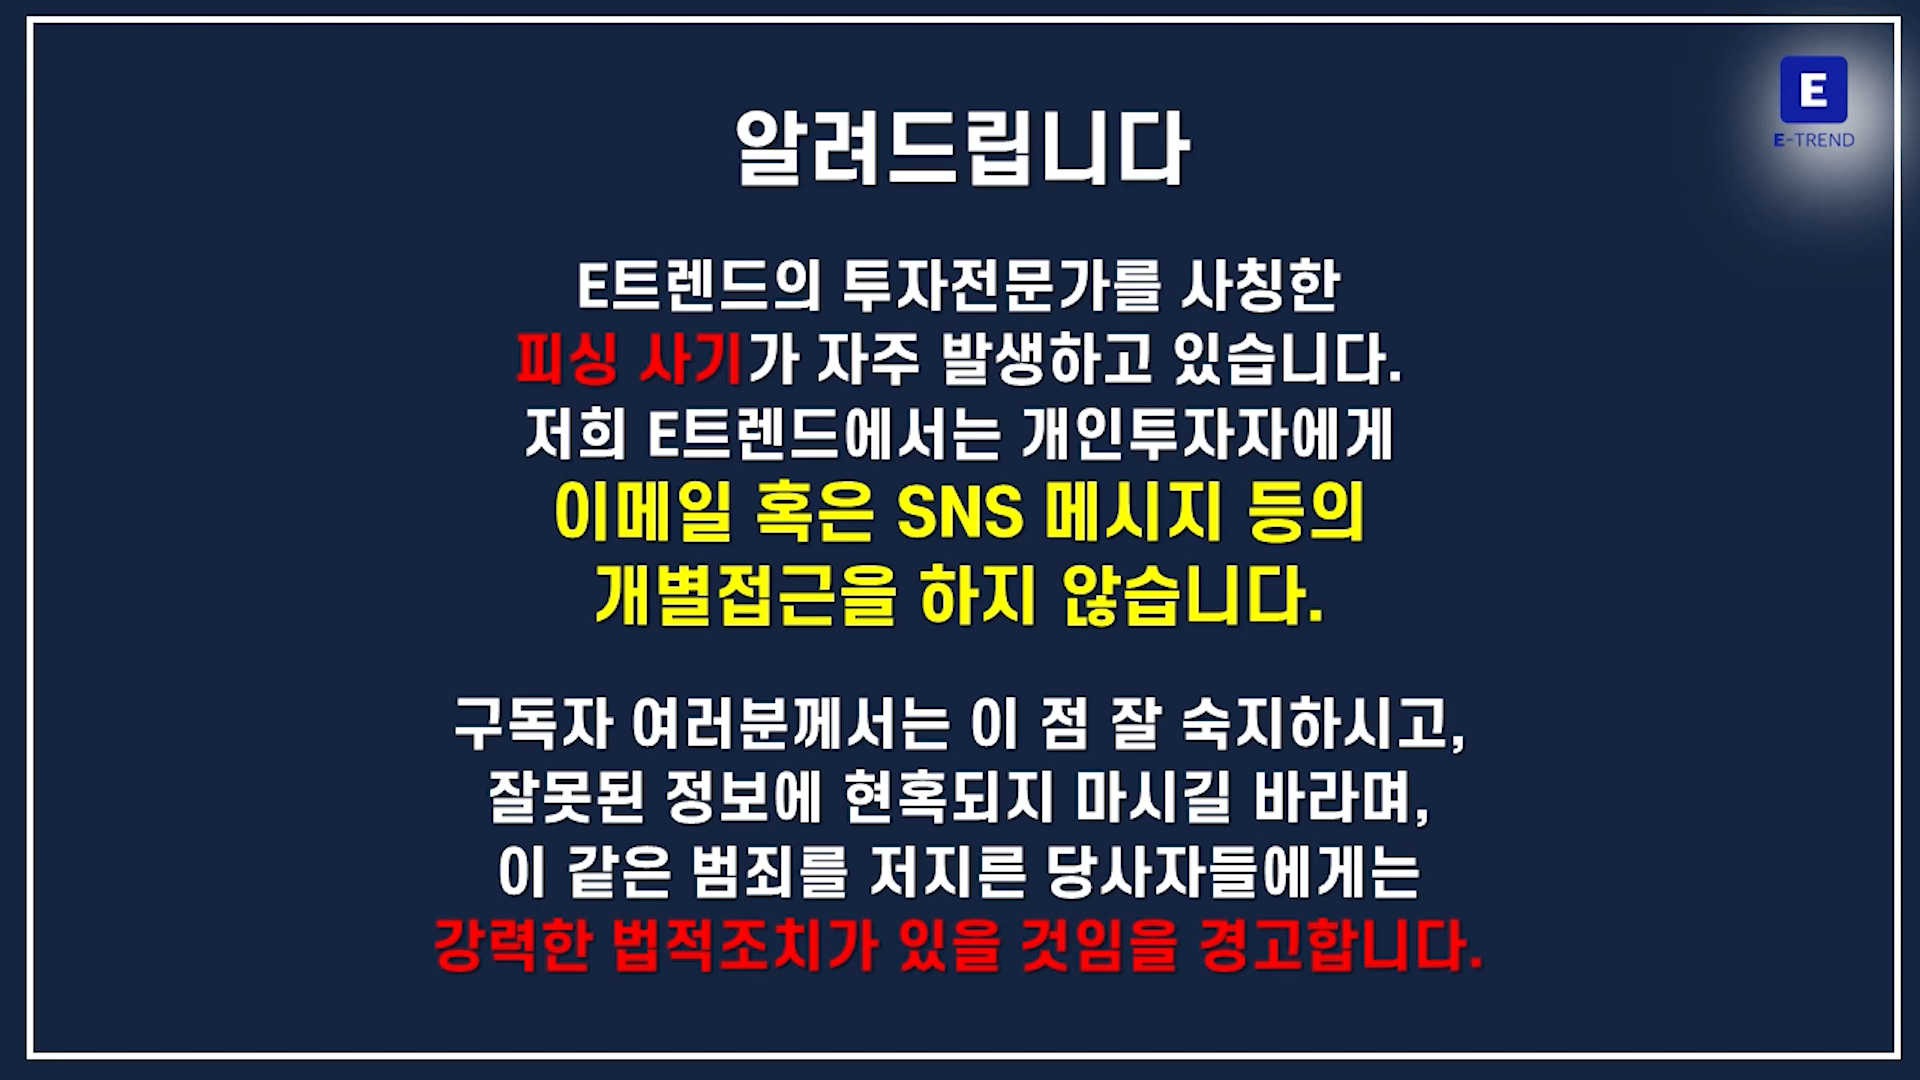 E
E-TREND
알려드립니다
E트렌드의 투자전문가를 사칭한
피싱 사기가 자주 발생하고 있습니다.
저희 E트렌드에서는 개인투자자에게
이메일 혹은 SNS 메시지 등의
개별접근을 하지 않습니다.
구독자 여러분께서는 이 점 잘 숙지하시고,
잘못된 정보에 현혹되지 마시길 바라며,
이 같은 범죄를 저지른 당사자들에게는
강력한 법적조치가 있을 것임을 경고합니다.